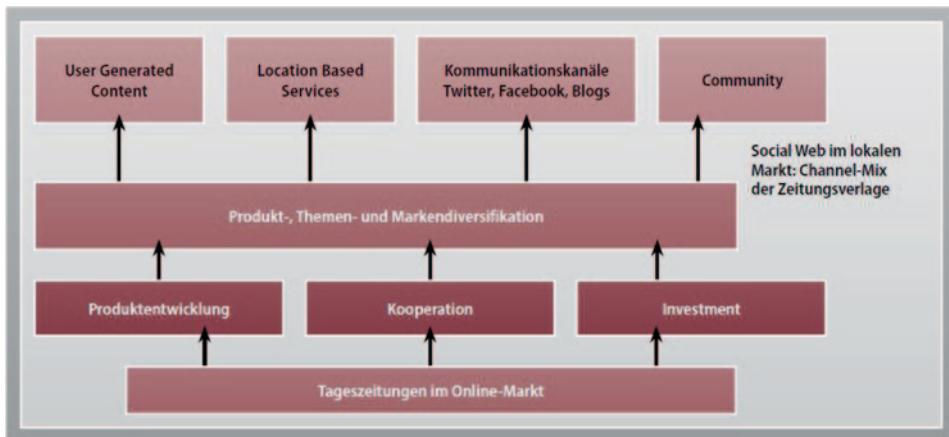 User Generated
Content
Location Based
Services
Kommunikationskanäle
Twitter, Facebook, Blogs
Community
Social Web im lokalen
Markt: Channel-Mix
der Zeitungsverlage
Produkt-, Themen- und Markendiversifikation
Produktentwicklung
Kooperation
Investment
Tageszeitungen im Online-Markt